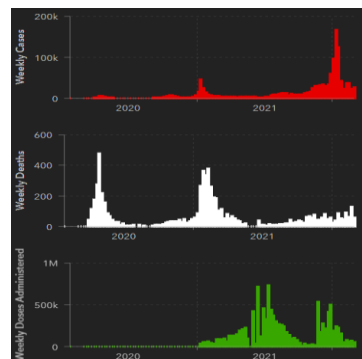 Weekly Cases
200k
100k
0
2020
2021
Weekly Deaths
600
400
200
0
2020
2021
Weekly Doses Administered
1M
500k
0
2020
2021